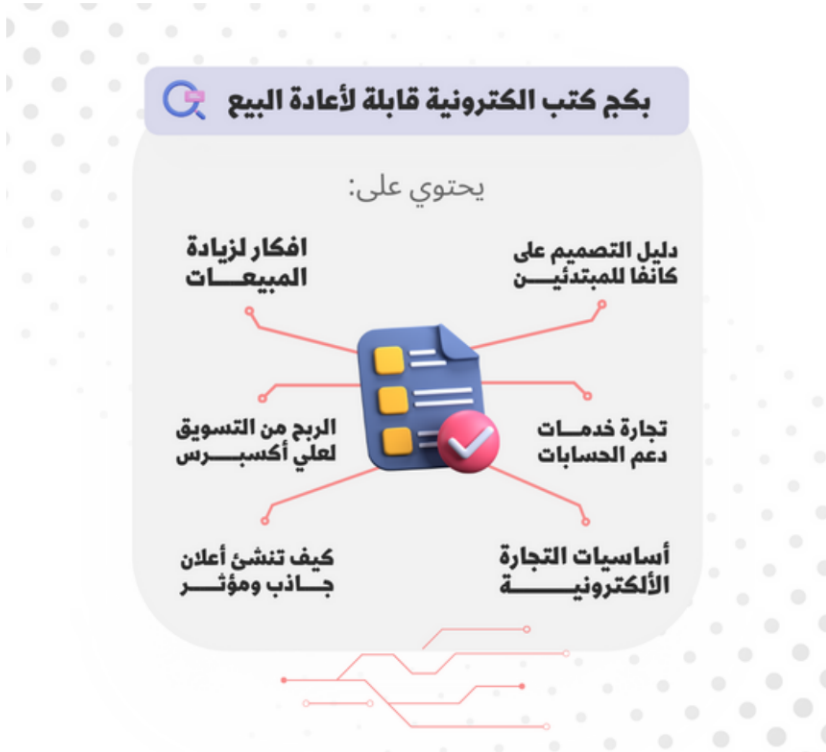 بكج كتب الكترونية قابلة لأعادة البيع
يحتوي على:
دليل التصميم على
كانفا للمبتدئيـــن
افكار لزيادة
المبيعـــات
تجارة خدمـــات
دعم الحسابات
الربح من التسويق
لعلي أكسبـــرس
أساسيات التجارة
الألكترونيـــــة
كيف تنشئ أعلان
جـــاذب ومؤثـــر